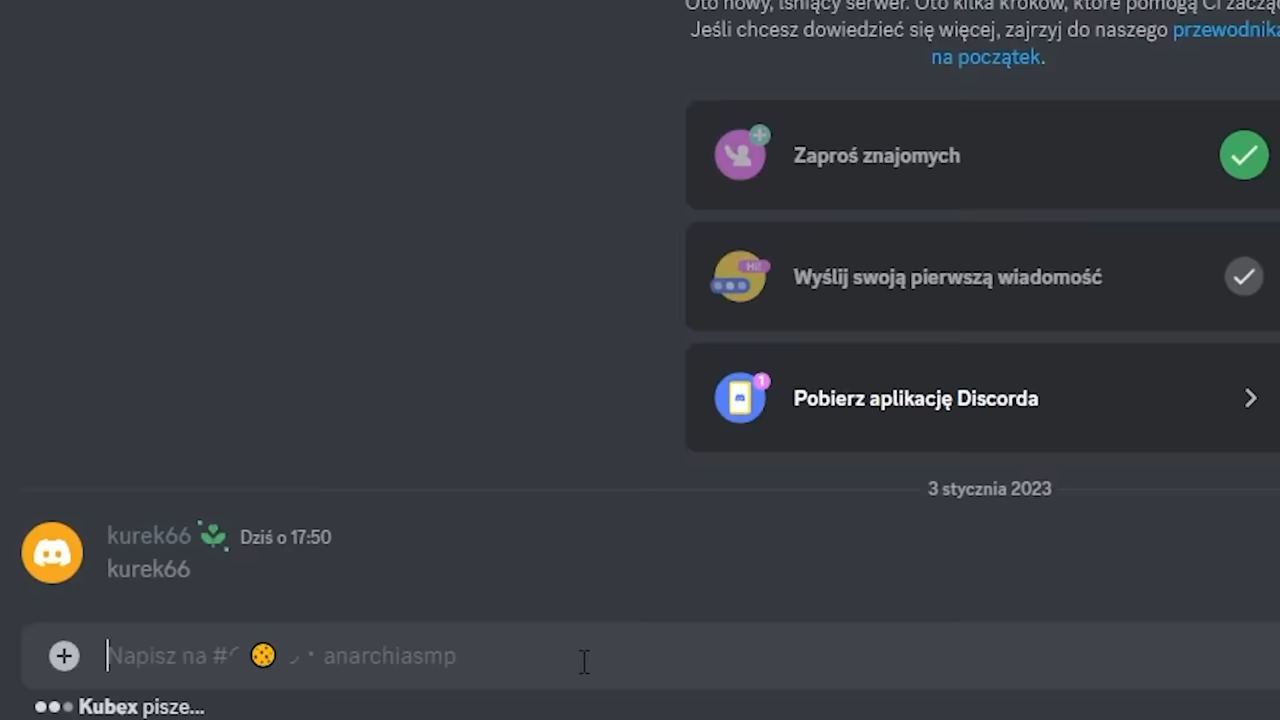 Oto nowy, lśniący serwer. Oto kilka kroków, które pomogą Ci
Jeśli chcesz dowiedzieć się więcej, zajrzyj do naszego przewodnika
na początek.
Zaproś znajomych
Hi!
Wyślij swoją pierwszą wiadomość
1
Pobierz aplikację Discorda
3 stycznia 2023
kurek66 Dziś o 17:50
kurek66
Napisz na #◜🍪◞・anarchiasmp
Kubex pisze...